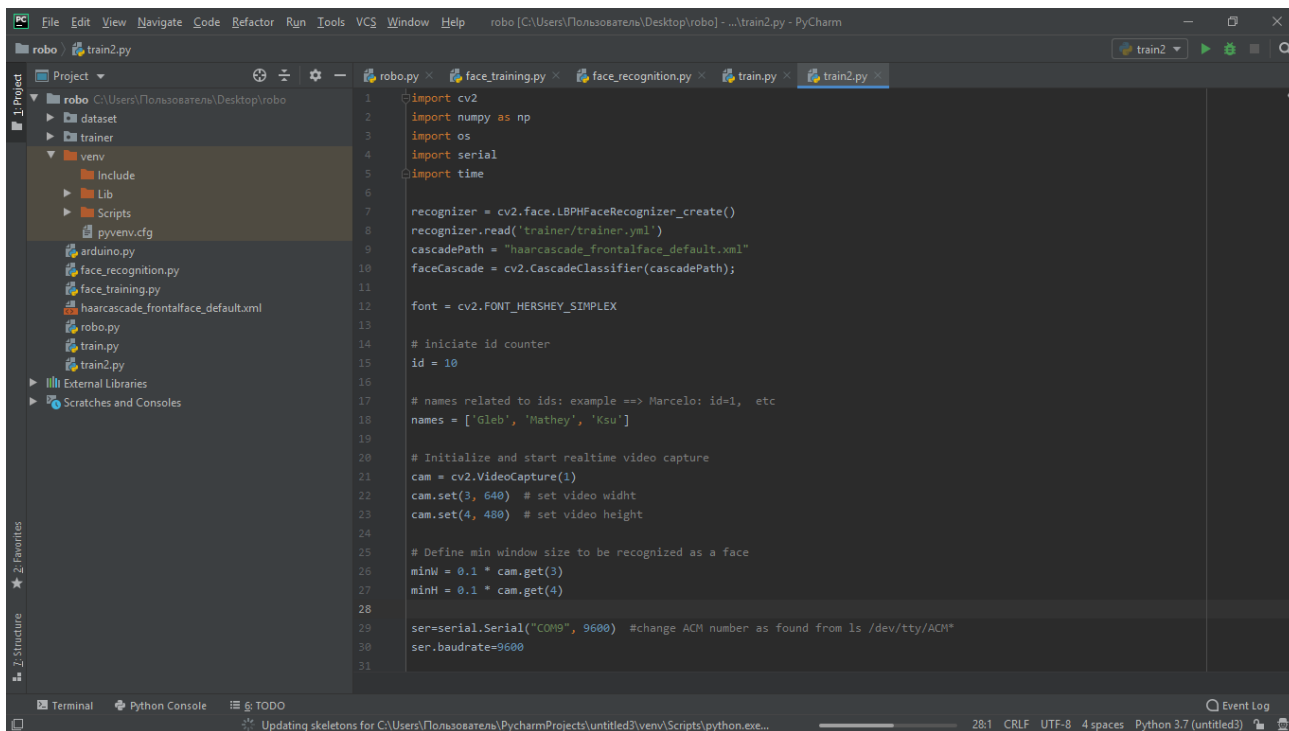 File Edit View Navigate Code Refactor Run Tools VCS Window Help robo [C:\Users\Пользователь\Desktop\robo] - ...\train2.py - PyCharm
robo train2.py train2
1: Project
Project
robo.py face_training.py face_recognition.py train.py train2.py
robo C:\Users\Пользователь\Desktop\robo
dataset
trainer
venv
Include
Lib
Scripts
pyvenv.cfg
arduino.py
face_recognition.py
face_training.py
haarcascade_frontalface_default.xml
robo.py
train.py
train2.py
External Libraries
Scratches and Consoles
2: Favorites
7: Structure
1 import cv2
2 import numpy as np
3 import os
4 import serial
5 import time
6
7 recognizer = cv2.face.LBPHFaceRecognizer_create()
8 recognizer.read('trainer/trainer.yml')
9 cascadePath = "haarcascade_frontalface_default.xml"
10 faceCascade = cv2.CascadeClassifier(cascadePath);
11
12 font = cv2.FONT_HERSHEY_SIMPLEX
13
14 # iniciate id counter
15 id = 10
16
17 # names related to ids: example ==> Marcelo: id=1,  etc
18 names = ['Gleb', 'Mathey', 'Ksu']
19
20 # Initialize and start realtime video capture
21 cam = cv2.VideoCapture(1)
22 cam.set(3, 640)  # set video widht
23 cam.set(4, 480)  # set video height
24
25 # Define min window size to be recognized as a face
26 minW = 0.1 * cam.get(3)
27 minH = 0.1 * cam.get(4)
28
29 ser=serial.Serial("COM9", 9600)  #change ACM number as found from ls /dev/tty/ACM*
30 ser.baudrate=9600
31
Terminal Python Console 6: TODO Event Log
Updating skeletons for C:\Users\Пользователь\PycharmProjects\untitled3\venv\Scripts\python.exe... 28:1 CRLF UTF-8 4 spaces Python 3.7 (untitled3)